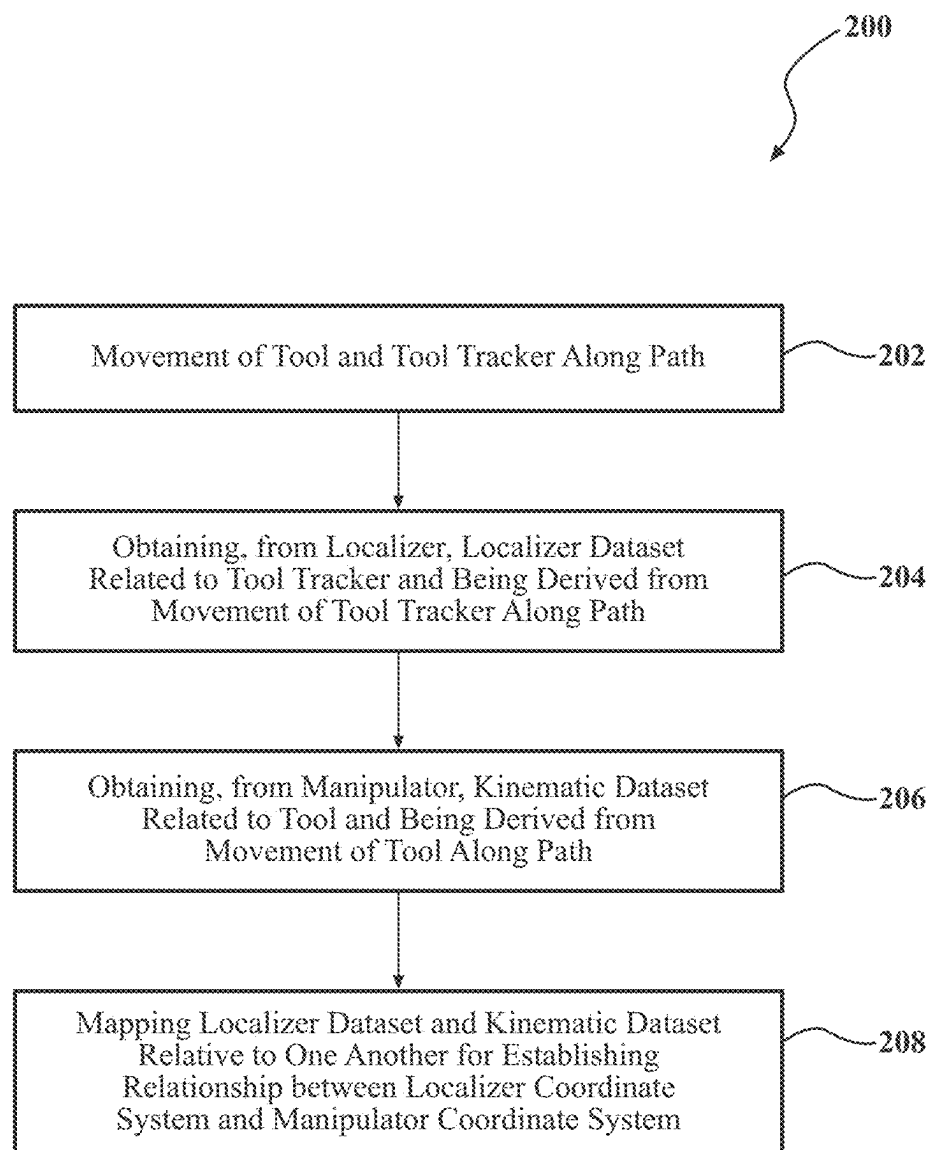 200
Movement of Tool and Tool Tracker Along Path
202
Obtaining, from Localizer, Localizer Dataset
Related to Tool Tracker and Being Derived from
Movement of Tool Tracker Along Path
204
Obtaining, from Manipulator, Kinematic Dataset
Related to Tool and Being Derived from
Movement of Tool Along Path
206
Mapping Localizer Dataset and Kinematic Dataset
Relative to One Another for Establishing
Relationship between Localizer Coordinate
System and Manipulator Coordinate System
208